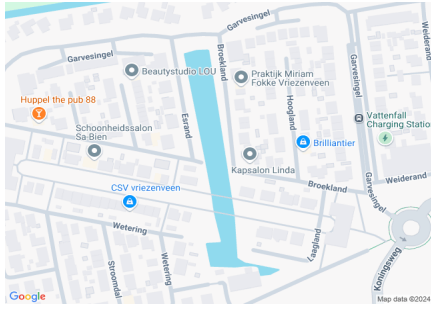 Garvesingel
Garvesingel
Weiderand
Broekland
Garvesingel
Beautystudio LOU
Praktijk Miriam
Fokke Vriezenveen
Huppel the pub 88
Hoogland
Esrand
Vattenfall
Charging Station
Schoonheidssalon
Sa-Bien
Brilliantier
Kapsalon Linda
CSV vriezenveen
Broekland
Weiderand
Garvesingel
Wetering
Laagland
Stroomdal
Wetering
Koningsweg
Google
Map data ©2024